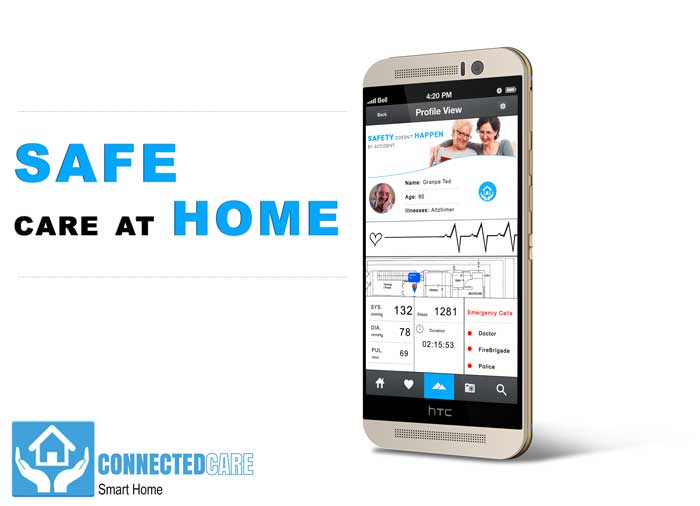 SAFE
CARE AT HOME
Bell
4:20 PM
Back
Profile View
SAFETY DOESN'T HAPPEN
BY ACCIDENT
Name: Granpa Ted
Age: 60
Illnesses: Altzhimer
SYS. 132
DIA. 78
PUL. 69
Steps 1281
Duration
02:15:53
Emergency Calls
Doctor
FireBrigade
Police
hTC
CONNECTEDCARE
Smart Home